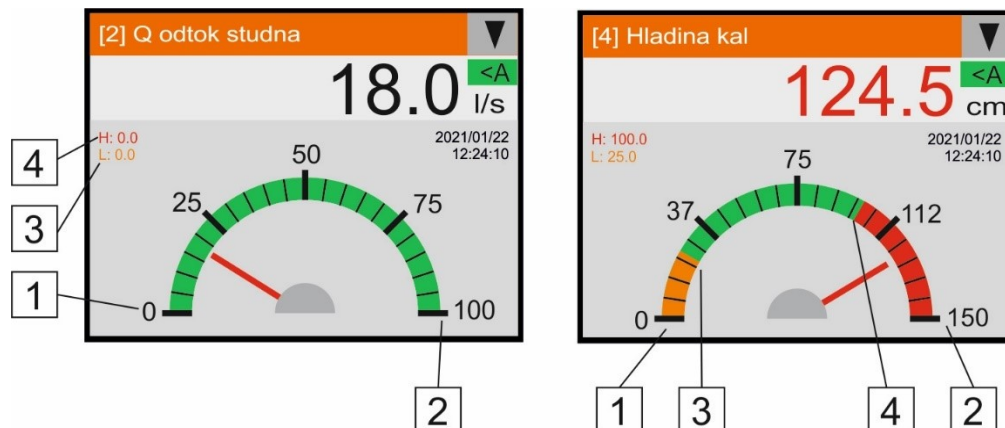 [2] Q odtok studna
<A
18.0 l/s
H: 0.0
L: 0.0
2021/01/22
12:24:10
4
3
1
2
0
25
50
75
100
[4] Hladina kal
<A
124.5 cm
H: 100.0
L: 25.0
2021/01/22
12:24:10
0
37
75
112
150
1
3
4
2